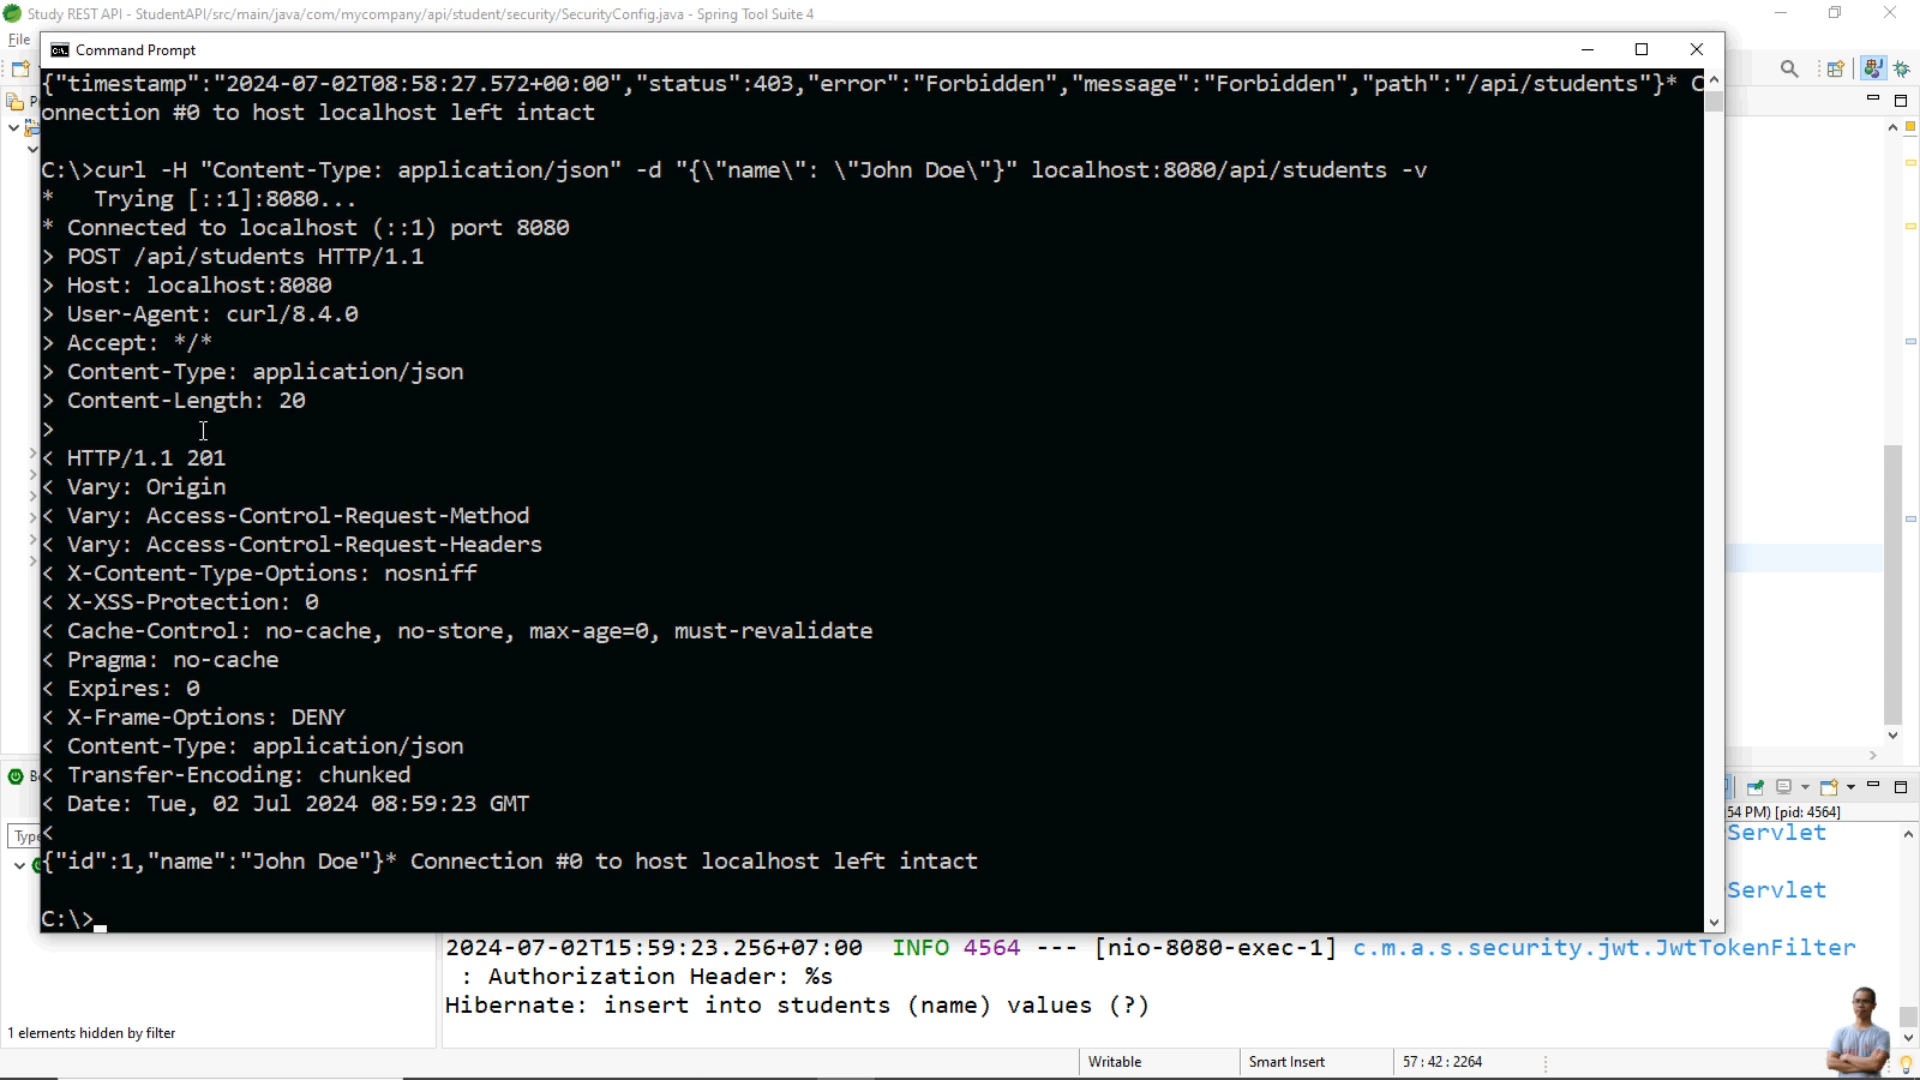 Study REST API - StudentAPI/src/main/java/com/mycompany/api/student/security/SecurityConfig.java - Spring Tool Suite 4
File
Command Prompt
{"timestamp":"2024-07-02T08:58:27.572+00:00","status":403,"error":"Forbidden","message":"Forbidden","path":"/api/students"}* C
onnection #0 to host localhost left intact
C:\>curl -H "Content-Type: application/json" -d "{\"name\": \"John Doe\"}" localhost:8080/api/students -v
*   Trying [::1]:8080...
* Connected to localhost (::1) port 8080
> POST /api/students HTTP/1.1
> Host: localhost:8080
> User-Agent: curl/8.4.0
> Accept: */*
> Content-Type: application/json
> Content-Length: 20
>
< HTTP/1.1 201
< Vary: Origin
< Vary: Access-Control-Request-Method
< Vary: Access-Control-Request-Headers
< X-Content-Type-Options: nosniff
< X-XSS-Protection: 0
< Cache-Control: no-cache, no-store, max-age=0, must-revalidate
< Pragma: no-cache
< Expires: 0
< X-Frame-Options: DENY
< Content-Type: application/json
< Transfer-Encoding: chunked
< Date: Tue, 02 Jul 2024 08:59:23 GMT
<
{"id":1,"name":"John Doe"}* Connection #0 to host localhost left intact
C:\>
54 PM) [pid: 4564]
Servlet
Servlet
2024-07-02T15:59:23.256+07:00  INFO 4564 --- [nio-8080-exec-1] c.m.a.s.security.jwt.JwtTokenFilter
: Authorization Header: %s
Hibernate: insert into students (name) values (?)
1 elements hidden by filter
Writable
Smart Insert
57 : 42 : 2264